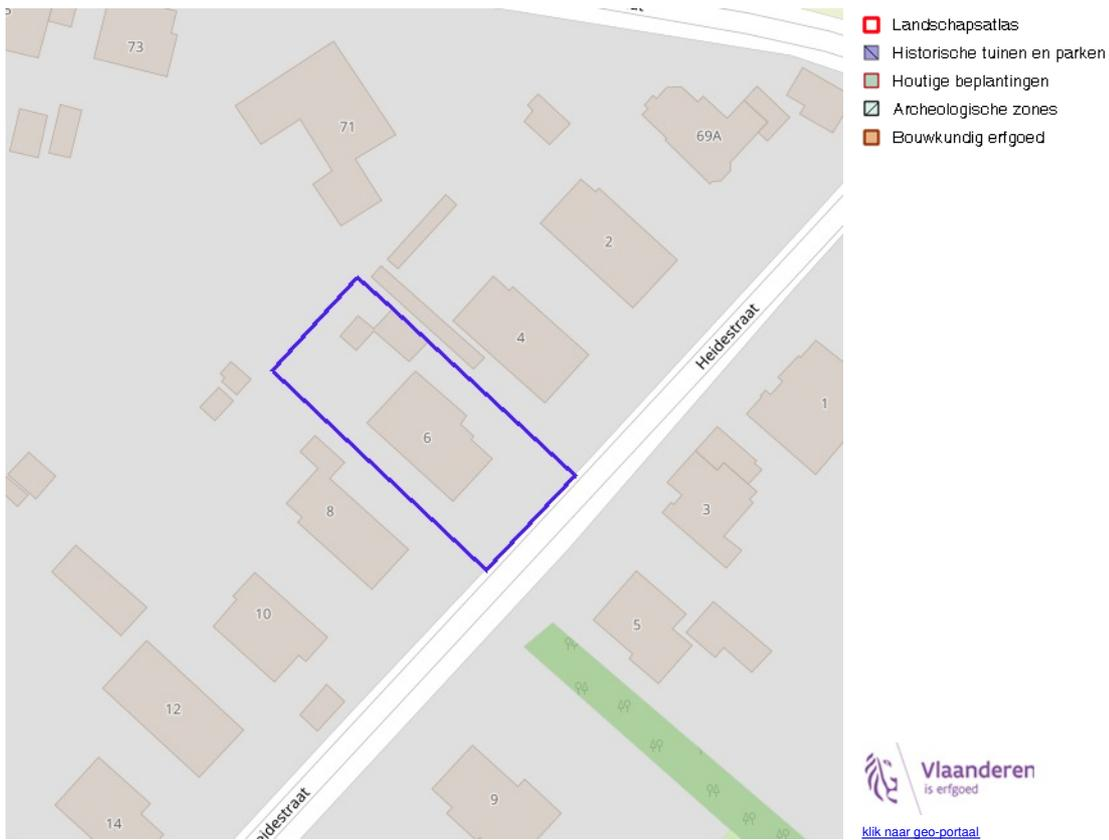 73
71
69A
2
4
6
8
10
12
14
1
3
5
9
Heidestraat
eidestraat
Landschapsatlas
Historische tuinen en parken
Houtige beplantingen
Archeologische zones
Bouwkundig erfgoed
Vlaanderen
is erfgoed
klik naar geo-portaal